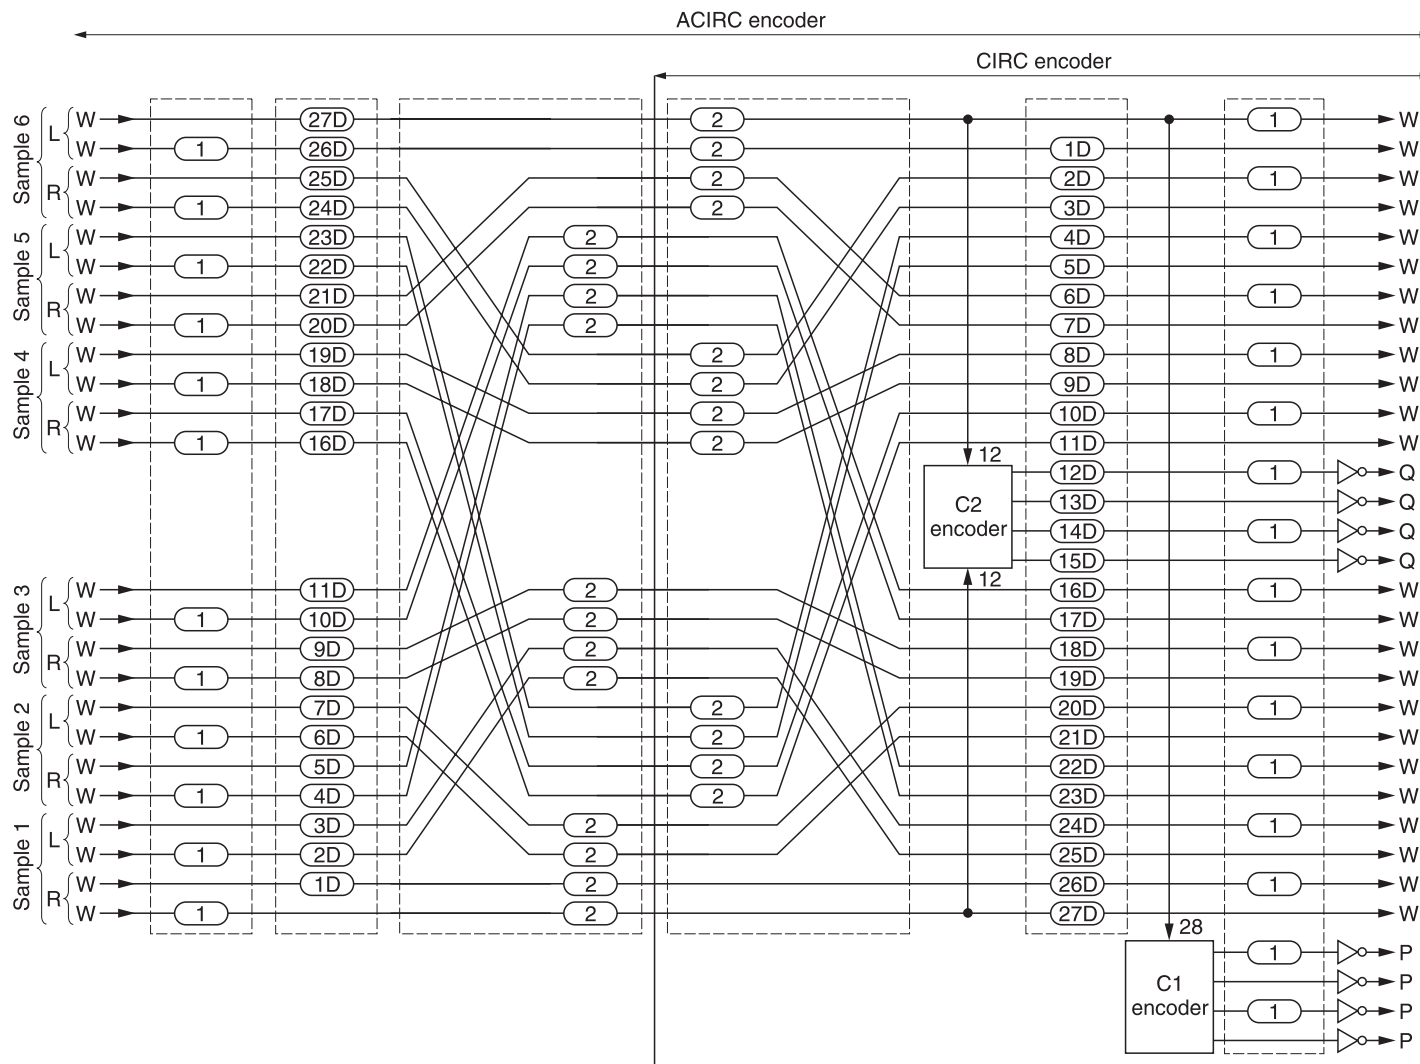 ACIRC encoder
CIRC encoder
Sample 6 L W 27D 2 1 W
W 1 26D 2 1D W
R W 25D 2 2D 1 W
W 1 24D 2 3D W
Sample 5 L W 23D 2 4D 1 W
W 1 22D 2 5D W
R W 21D 2 6D 1 W
W 1 20D 2 7D W
Sample 4 L W 19D 2 8D 1 W
W 1 18D 2 9D W
R W 17D 2 10D 1 W
W 1 16D 2 11D W
12
C2 encoder
12D 1 Q
13D Q
14D 1 Q
15D Q
12
Sample 3 L W 11D 2 16D 1 W
W 1 10D 2 17D W
R W 9D 2 18D 1 W
W 1 8D 2 19D W
Sample 2 L W 7D 2 20D 1 W
W 1 6D 2 21D W
R W 5D 2 22D 1 W
W 1 4D 2 23D W
Sample 1 L W 3D 2 24D 1 W
W 1 2D 2 25D W
R W 1D 2 26D 1 W
W 1 2 27D W
28
C1 encoder
1 P
P
1 P
P